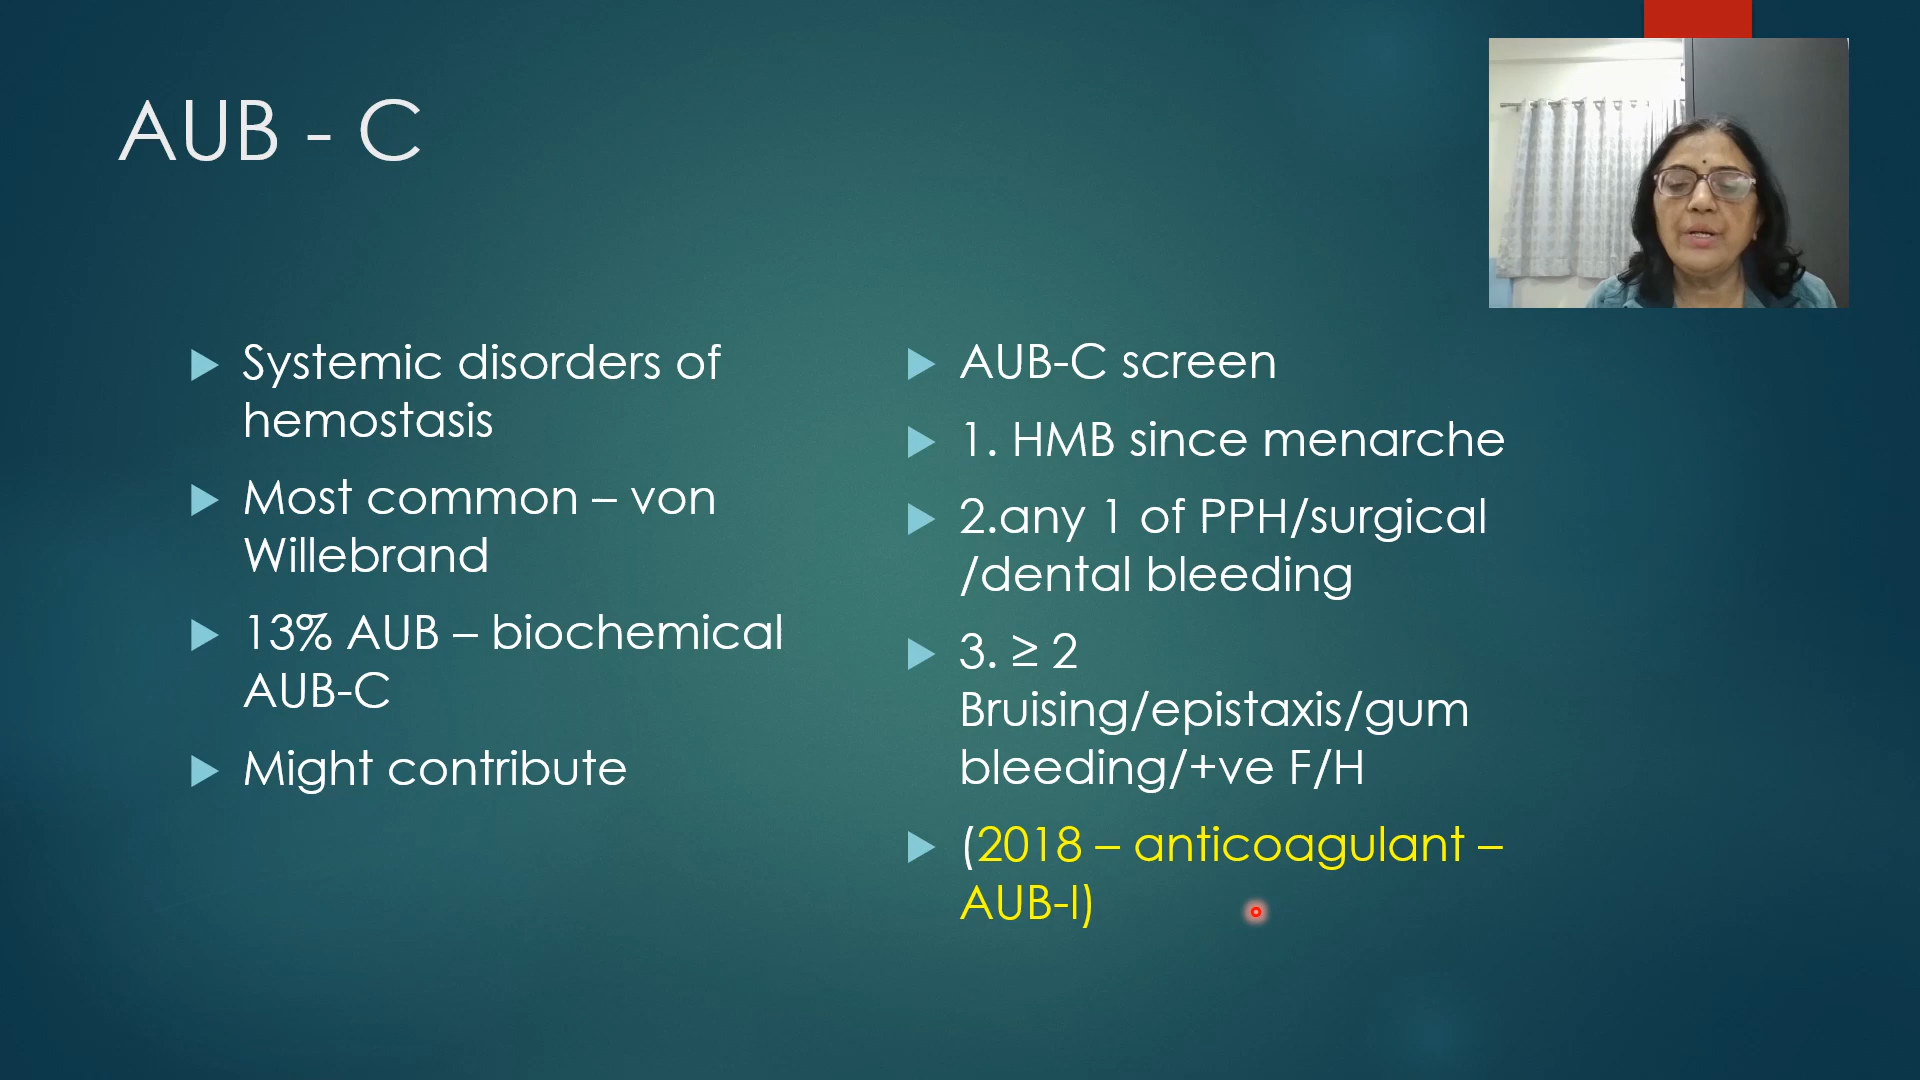 AUB - C
Systemic disorders of
hemostasis
Most common – von
Willebrand
13% AUB – biochemical
AUB-C
Might contribute
AUB-C screen
1. HMB since menarche
2.any 1 of PPH/surgical
/dental bleeding
3. ≥ 2
Bruising/epistaxis/gum
bleeding/+ve F/H
(2018 – anticoagulant –
AUB-I)